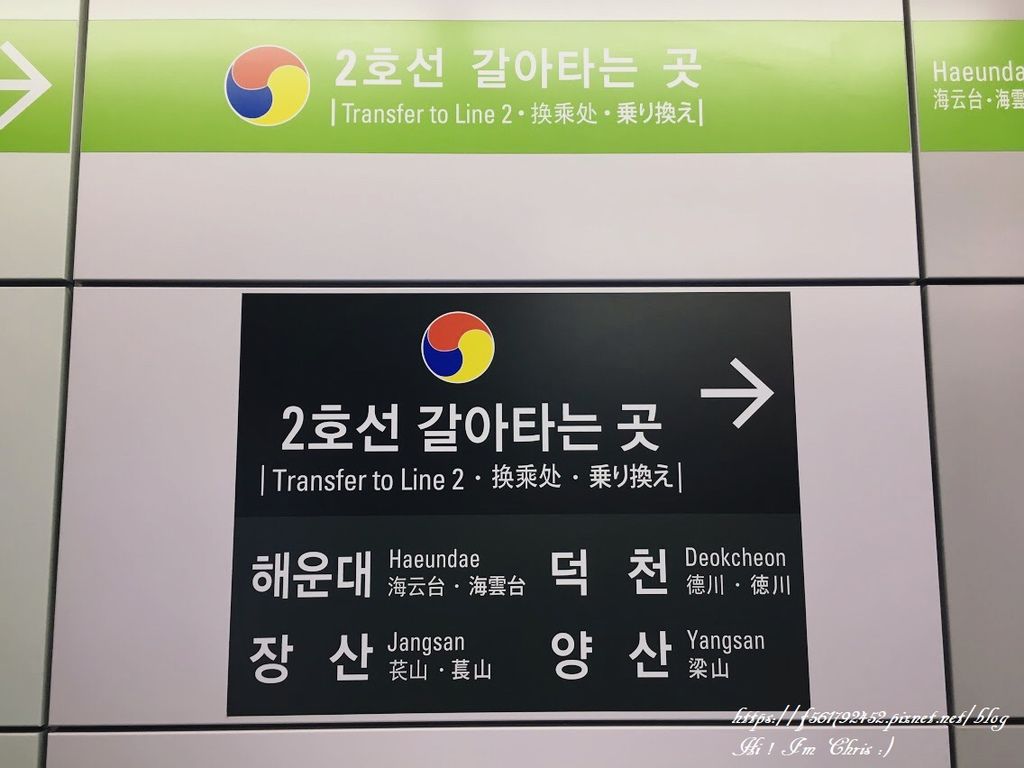 2호선 갈아타는 곳
| Transfer to Line 2 · 换乘处 · 乗り換え |
Haeunda
海云台 · 海雲
2호선 갈아타는 곳
| Transfer to Line 2 · 换乘处 · 乗り換え |
해운대 Haeundae 덕 천 Deokcheon
海云台 · 海雲台 德川 · 徳川
장 산 Jangsan 양 산 Yangsan
苌山 · 萇山 梁山
https://f561792452.pixnet.net/blog
Hi ! I'm Chris :)